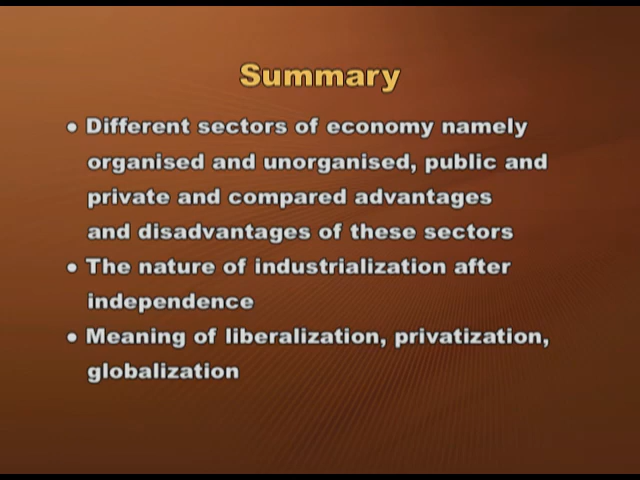 Summary
• Different sectors of economy namely
organised and unorganised, public and
private and compared advantages
and disadvantages of these sectors
• The nature of industrialization after
independence
• Meaning of liberalization, privatization,
globalization